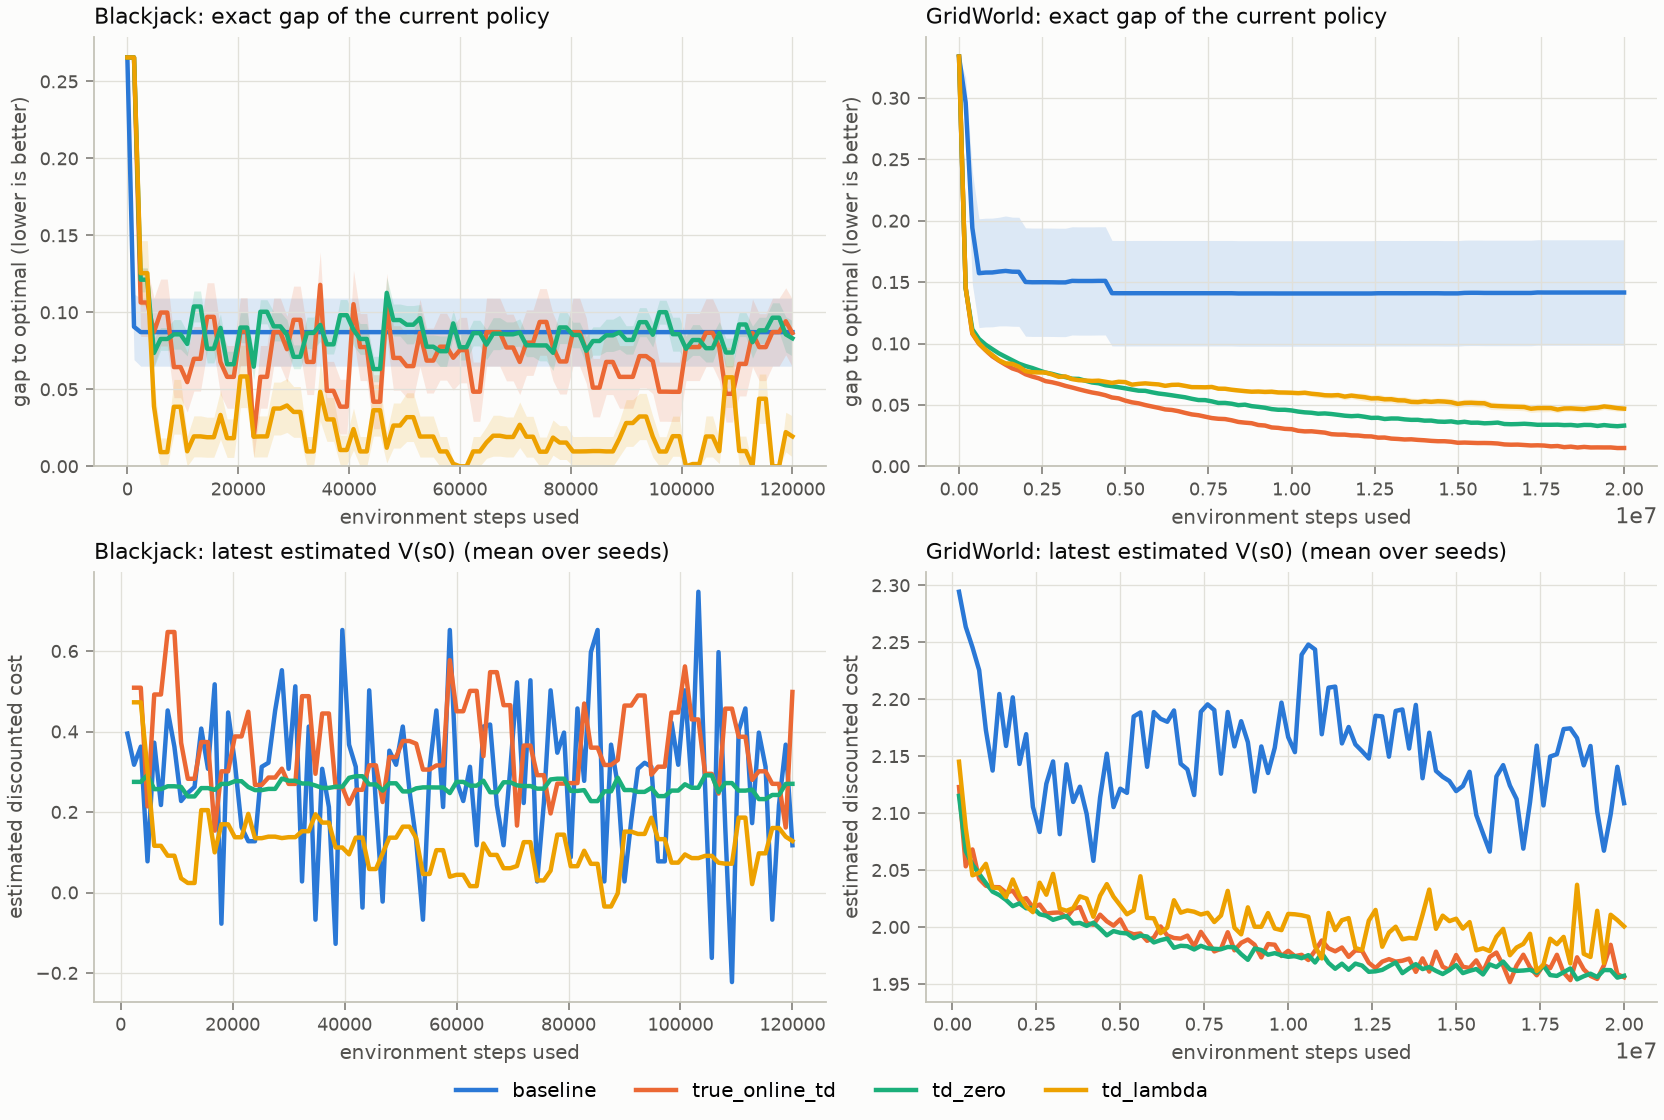 Blackjack: exact gap of the current policy
gap to optimal (lower is better)
0.25
0.20
0.15
0.10
0.05
0.00
0 20000 40000 60000 80000 100000 120000
environment steps used
GridWorld: exact gap of the current policy
gap to optimal (lower is better)
0.30
0.25
0.20
0.15
0.10
0.05
0.00
0.00 0.25 0.50 0.75 1.00 1.25 1.50 1.75 2.00
1e7
environment steps used
Blackjack: latest estimated V(s0) (mean over seeds)
estimated discounted cost
0.6
0.4
0.2
0.0
−0.2
0 20000 40000 60000 80000 100000 120000
environment steps used
GridWorld: latest estimated V(s0) (mean over seeds)
estimated discounted cost
2.30
2.25
2.20
2.15
2.10
2.05
2.00
1.95
0.00 0.25 0.50 0.75 1.00 1.25 1.50 1.75 2.00
1e7
environment steps used
baseline true_online_td td_zero td_lambda